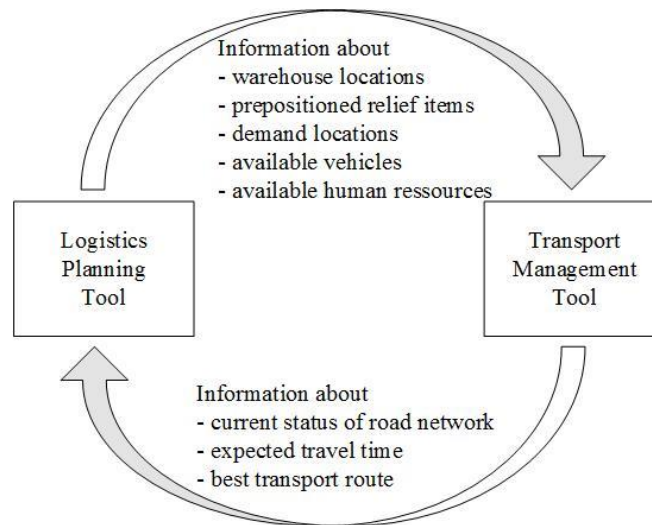 Information about
- warehouse locations
- prepositioned relief items
- demand locations
- available vehicles
- available human ressources
Logistics
Planning
Tool
Transport
Management
Tool
Information about
- current status of road network
- expected travel time
- best transport route